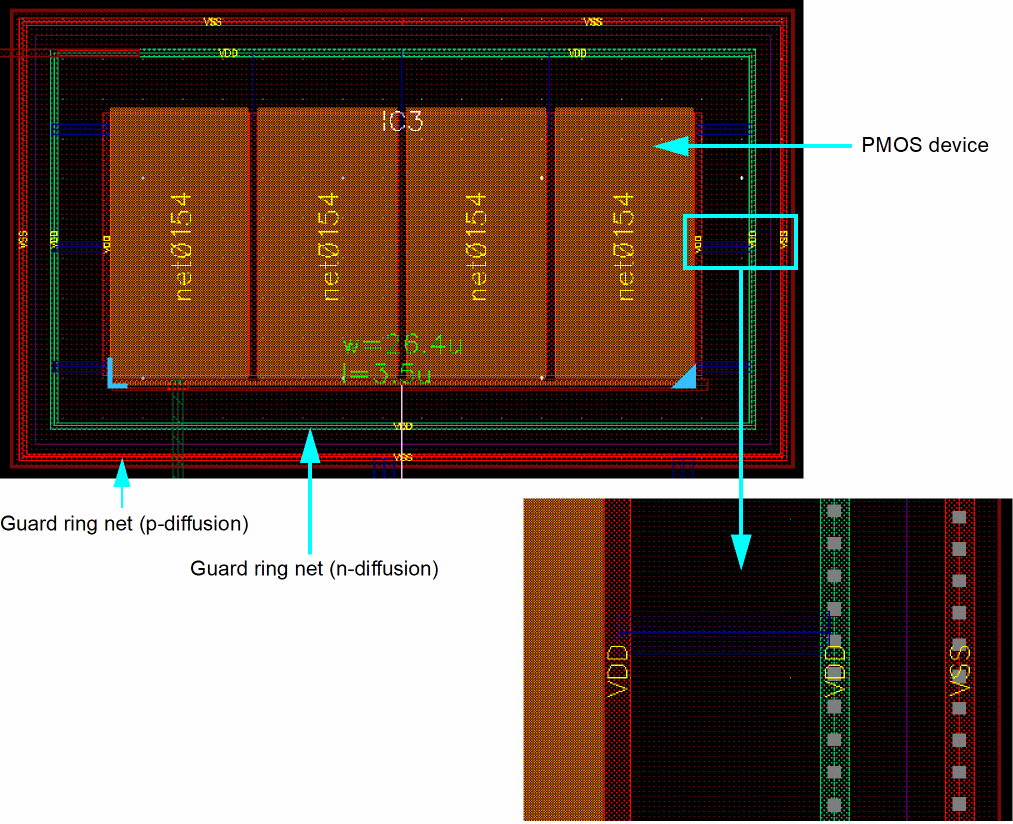 VSS VSS
VDD VDD
IC3
PMOS device
net0154 net0154 net0154 net0154
VSS VDD VDD VDD VDD VSS
w=26.4u
l=3.5u
VDD
VSS
Guard ring net (p-diffusion)
Guard ring net (n-diffusion)
VDD VDD VSS